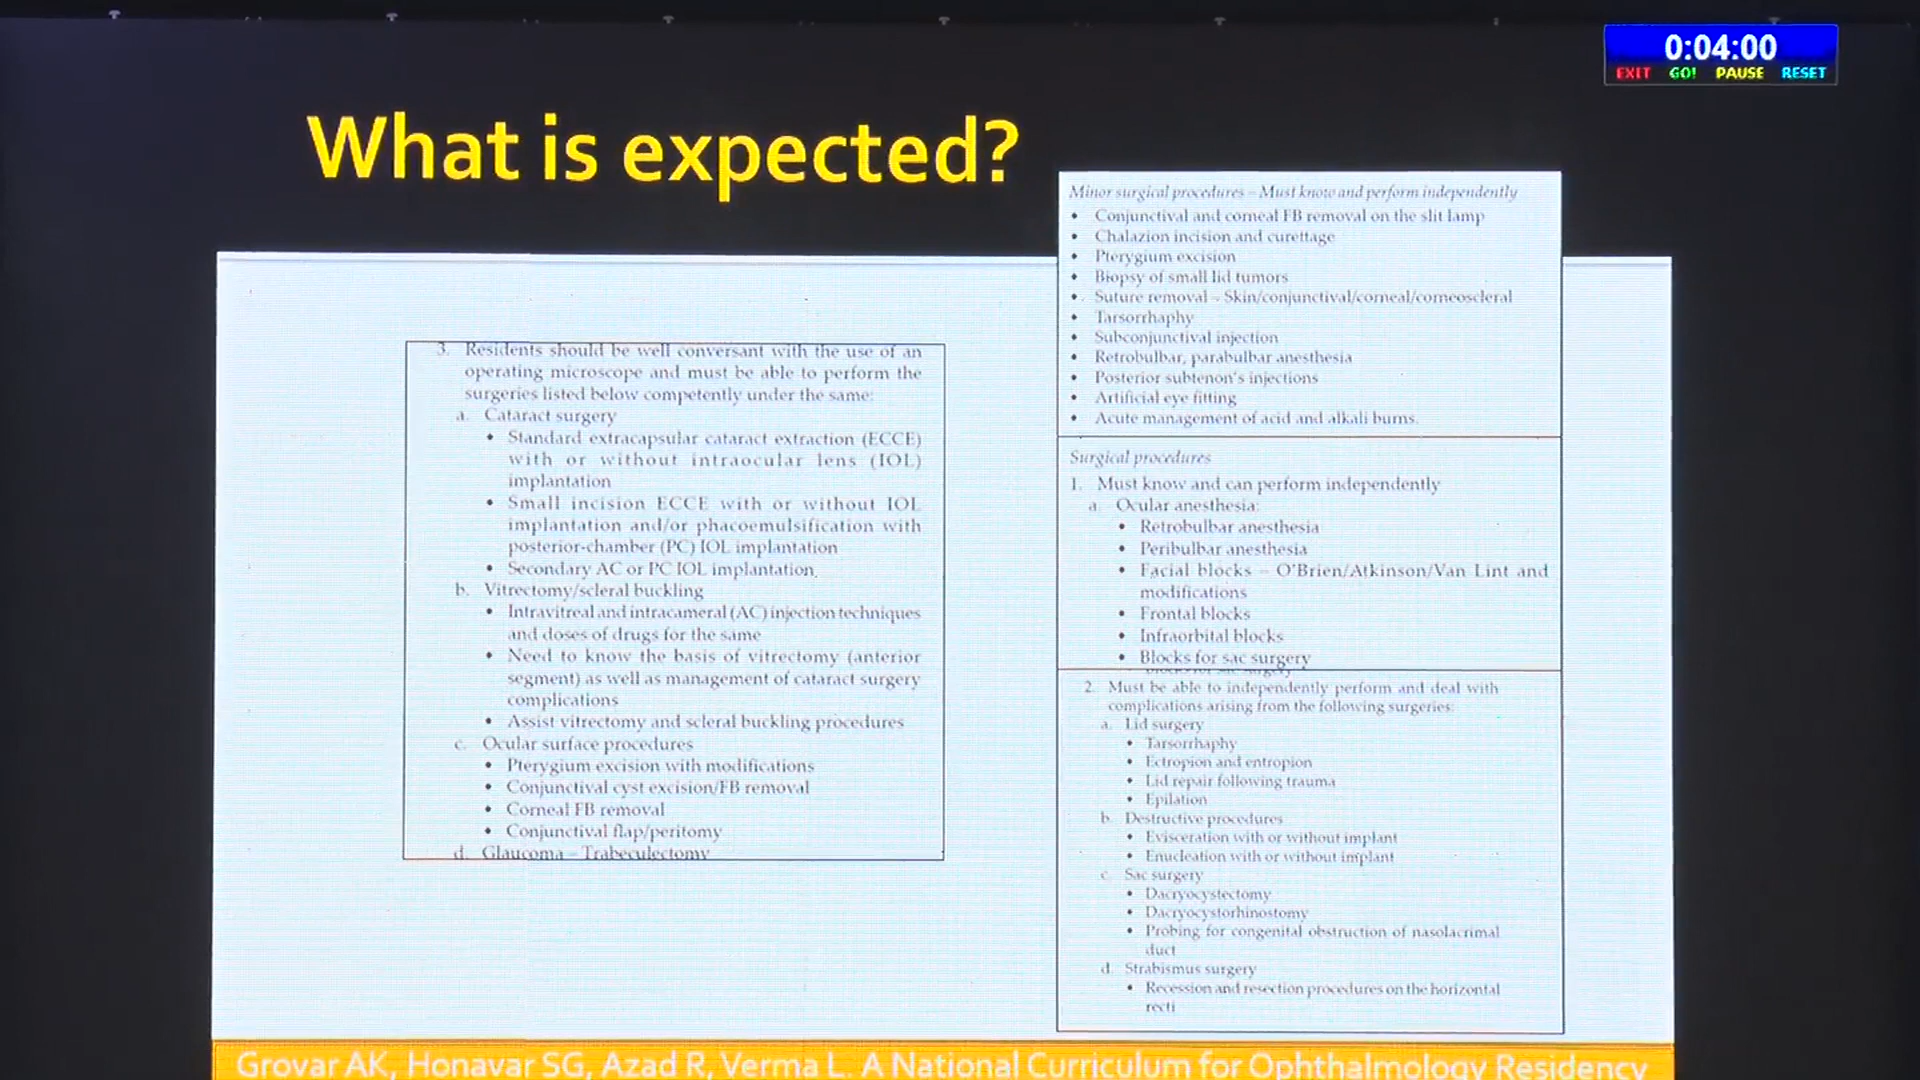 0:04:00
EXIT GO! PAUSE RESET
What is expected?
3. Residents should be well conversant with the use of an
operating microscope and must be able to perform the
surgeries listed below competently under the same:
a. Cataract surgery
• Standard extracapsular cataract extraction (ECCE)
with or without intraocular lens (IOL)
implantation
• Small incision ECCE with or without IOL
implantation and/or phacoemulsification with
posterior-chamber (PC) IOL implantation
• Secondary AC or PC IOL implantation.
b. Vitrectomy/scleral buckling
• Intravitreal and intracameral (AC) injection techniques
and doses of drugs for the same
• Need to know the basis of vitrectomy (anterior
segment) as well as management of cataract surgery
complications
• Assist vitrectomy and scleral buckling procedures
c. Ocular surface procedures
• Pterygium excision with modifications
• Conjunctival cyst excision/FB removal
• Corneal FB removal
• Conjunctival flap/peritomy
d. Glaucoma – Trabeculectomy
Minor surgical procedures – Must know and perform independently
• Conjunctival and corneal FB removal on the slit lamp
• Chalazion incision and curettage
• Pterygium excision
• Biopsy of small lid tumors
• Suture removal – Skin/conjunctival/corneal/corneoscleral
• Tarsorrhaphy
• Subconjunctival injection
• Retrobulbar, parabulbar anesthesia
• Posterior subtenon's injections
• Artificial eye fitting
• Acute management of acid and alkali burns.
Surgical procedures
1. Must know and can perform independently
a. Ocular anesthesia:
• Retrobulbar anesthesia
• Peribulbar anesthesia
• Facial blocks – O'Brien/Atkinson/Van Lint and
modifications
• Frontal blocks
• Infraorbital blocks
• Blocks for sac surgery
2. Must be able to independently perform and deal with
complications arising from the following surgeries:
a. Lid surgery
• Tarsorrhaphy
• Ectropion and entropion
• Lid repair following trauma
• Epilation
b. Destructive procedures
• Evisceration with or without implant
• Enucleation with or without implant
c. Sac surgery
• Dacryocystectomy
• Dacryocystorhinostomy
• Probing for congenital obstruction of nasolacrimal
duct
d. Strabismus surgery
• Recession and resection procedures on the horizontal
recti
Grovar AK, Honavar SG, Azad R, Verma L. A National Curriculum for Ophthalmology Residency